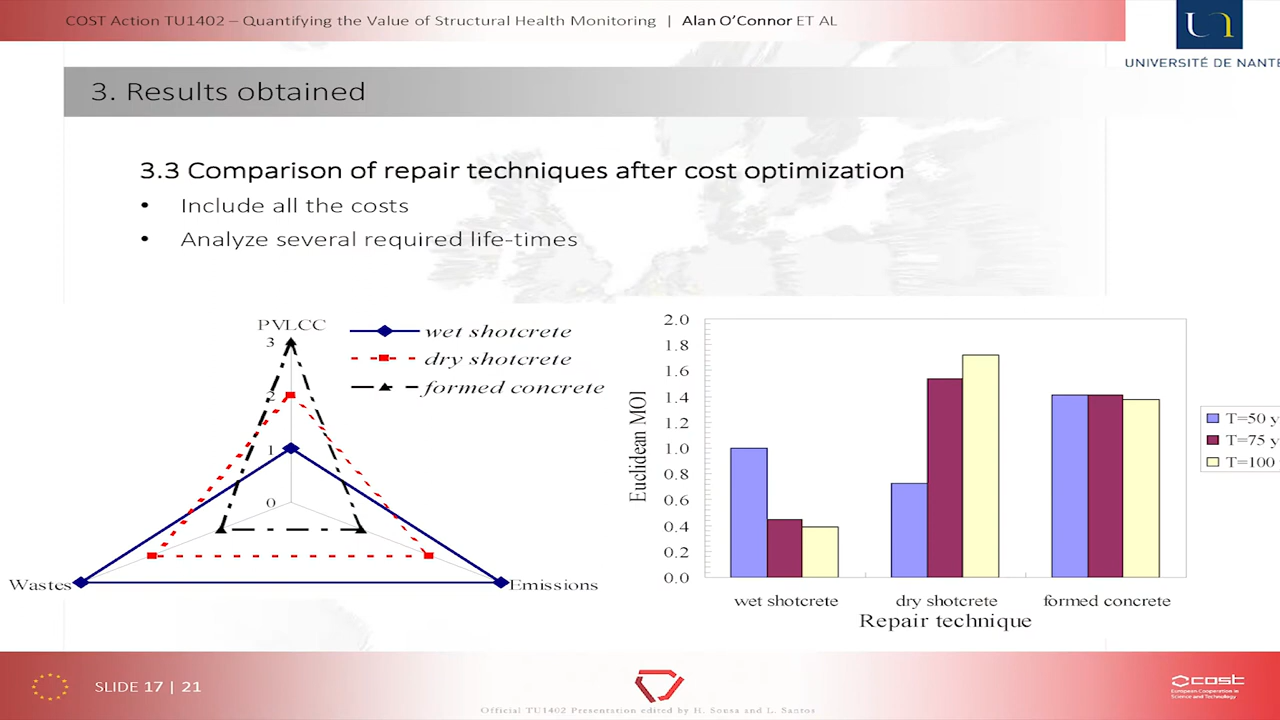 COST Action TU1402 – Quantifying the Value of Structural Health Monitoring | Alan O'Connor ET AL
UNIVERSITÉ DE NANTE
3. Results obtained
3.3 Comparison of repair techniques after cost optimization
• Include all the costs
• Analyze several required life-times
PVLCC
3
2
1
0
Wastes
Emissions
wet shotcrete
dry shotcrete
formed concrete
2.0
1.8
1.6
1.4
1.2
1.0
0.8
0.6
0.4
0.2
0.0
Euclidean MOI
wet shotcrete
dry shotcrete
formed concrete
Repair technique
T=50 y
T=75 y
T=100
SLIDE 17 | 21
Official TU1402 Presentation edited by H. Sousa and L. Santos
cost
European Cooperation in
Science and Technology